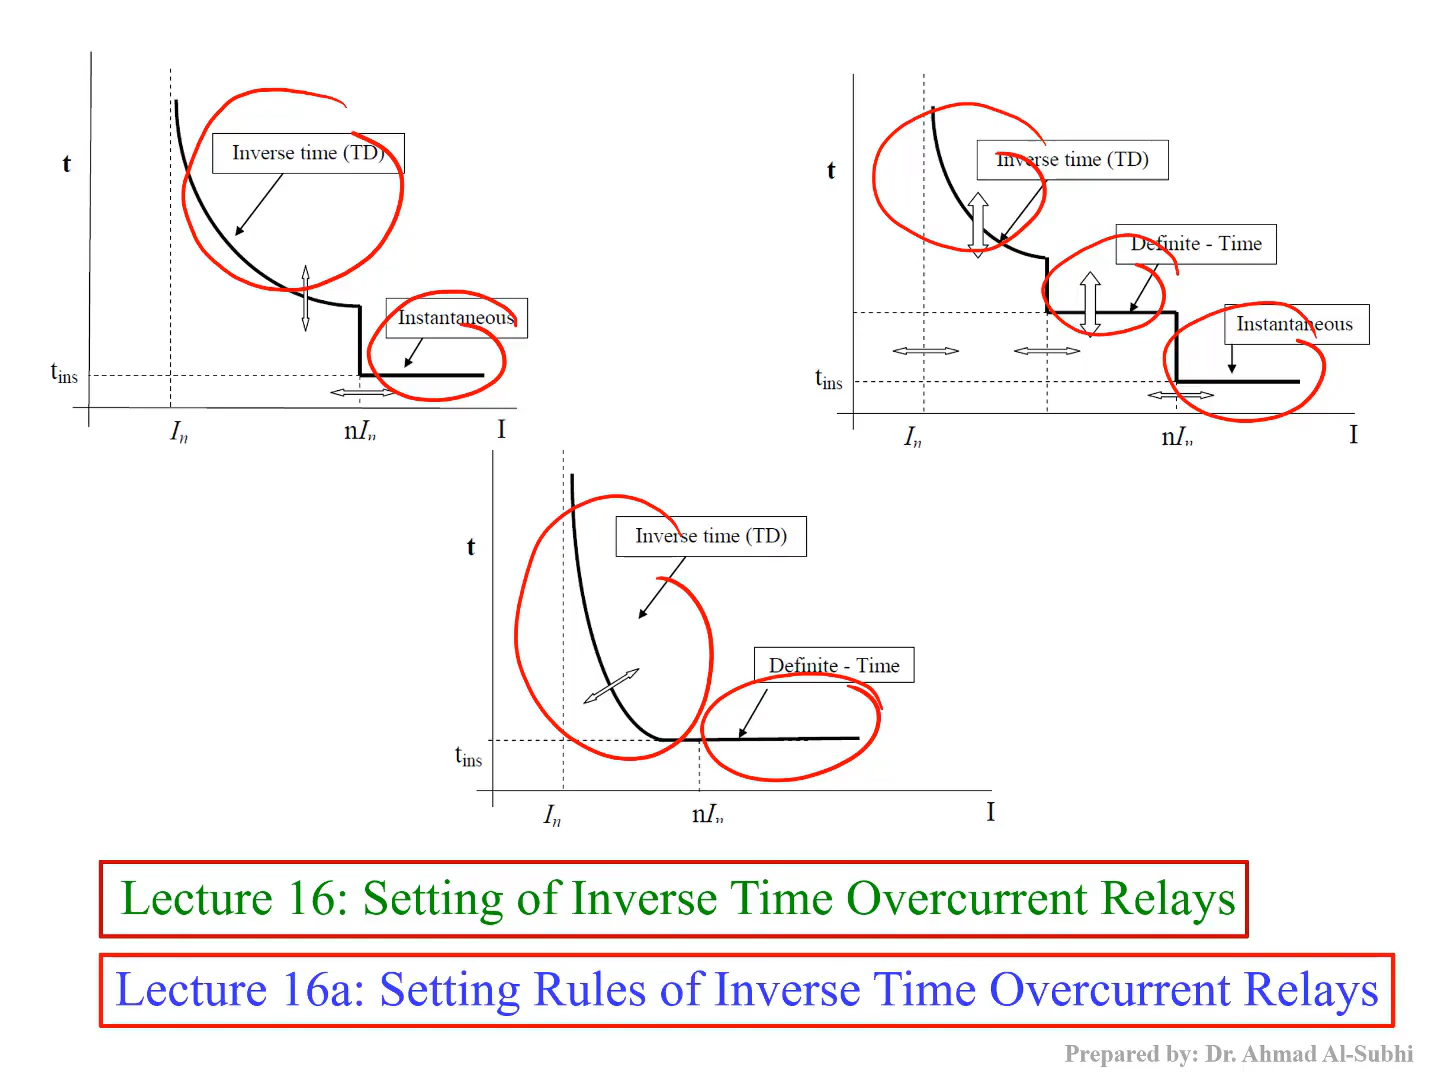 t
Inverse time (TD)
Instantaneous
tins
In
nIn
I
t
Inverse time (TD)
Definite - Time
Instantaneous
tins
In
nIn
I
t
Inverse time (TD)
Definite - Time
tins
In
nIn
I
Lecture 16: Setting of Inverse Time Overcurrent Relays
Lecture 16a: Setting Rules of Inverse Time Overcurrent Relays
Prepared by: Dr. Ahmad Al-Subhi